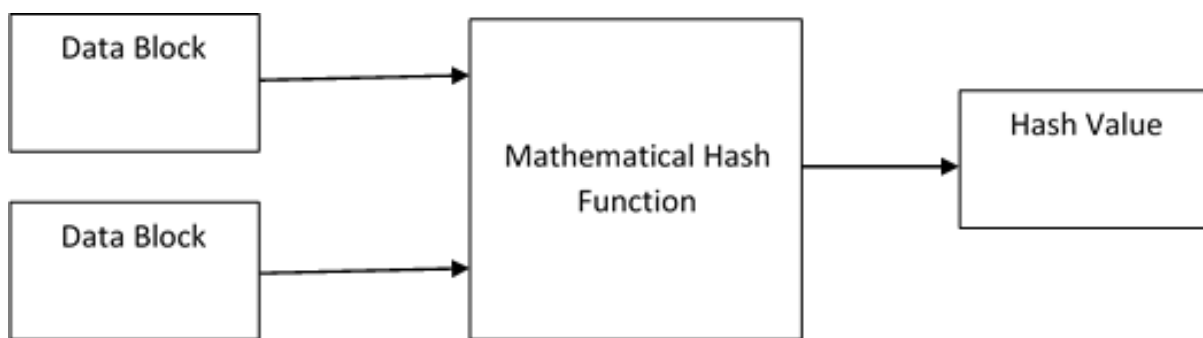 Data Block
Data Block
Mathematical Hash
Function
Hash Value